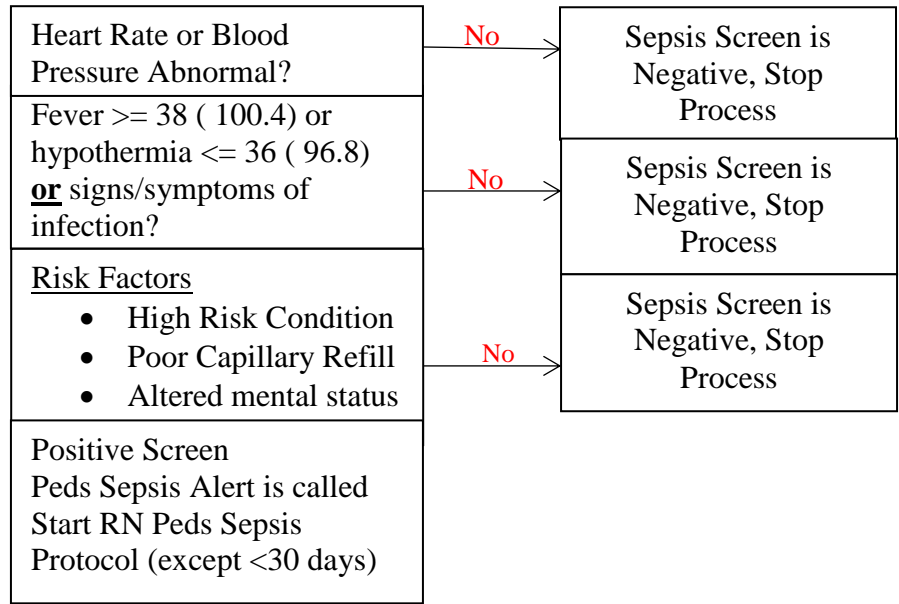 Heart Rate or Blood
Pressure Abnormal?
No
Sepsis Screen is
Negative, Stop
Process
Fever >= 38 ( 100.4) or
hypothermia <= 36 ( 96.8)
or signs/symptoms of
infection?
No
Sepsis Screen is
Negative, Stop
Process
Risk Factors
• High Risk Condition
• Poor Capillary Refill
• Altered mental status
No
Sepsis Screen is
Negative, Stop
Process
Positive Screen
Peds Sepsis Alert is called
Start RN Peds Sepsis
Protocol (except <30 days)